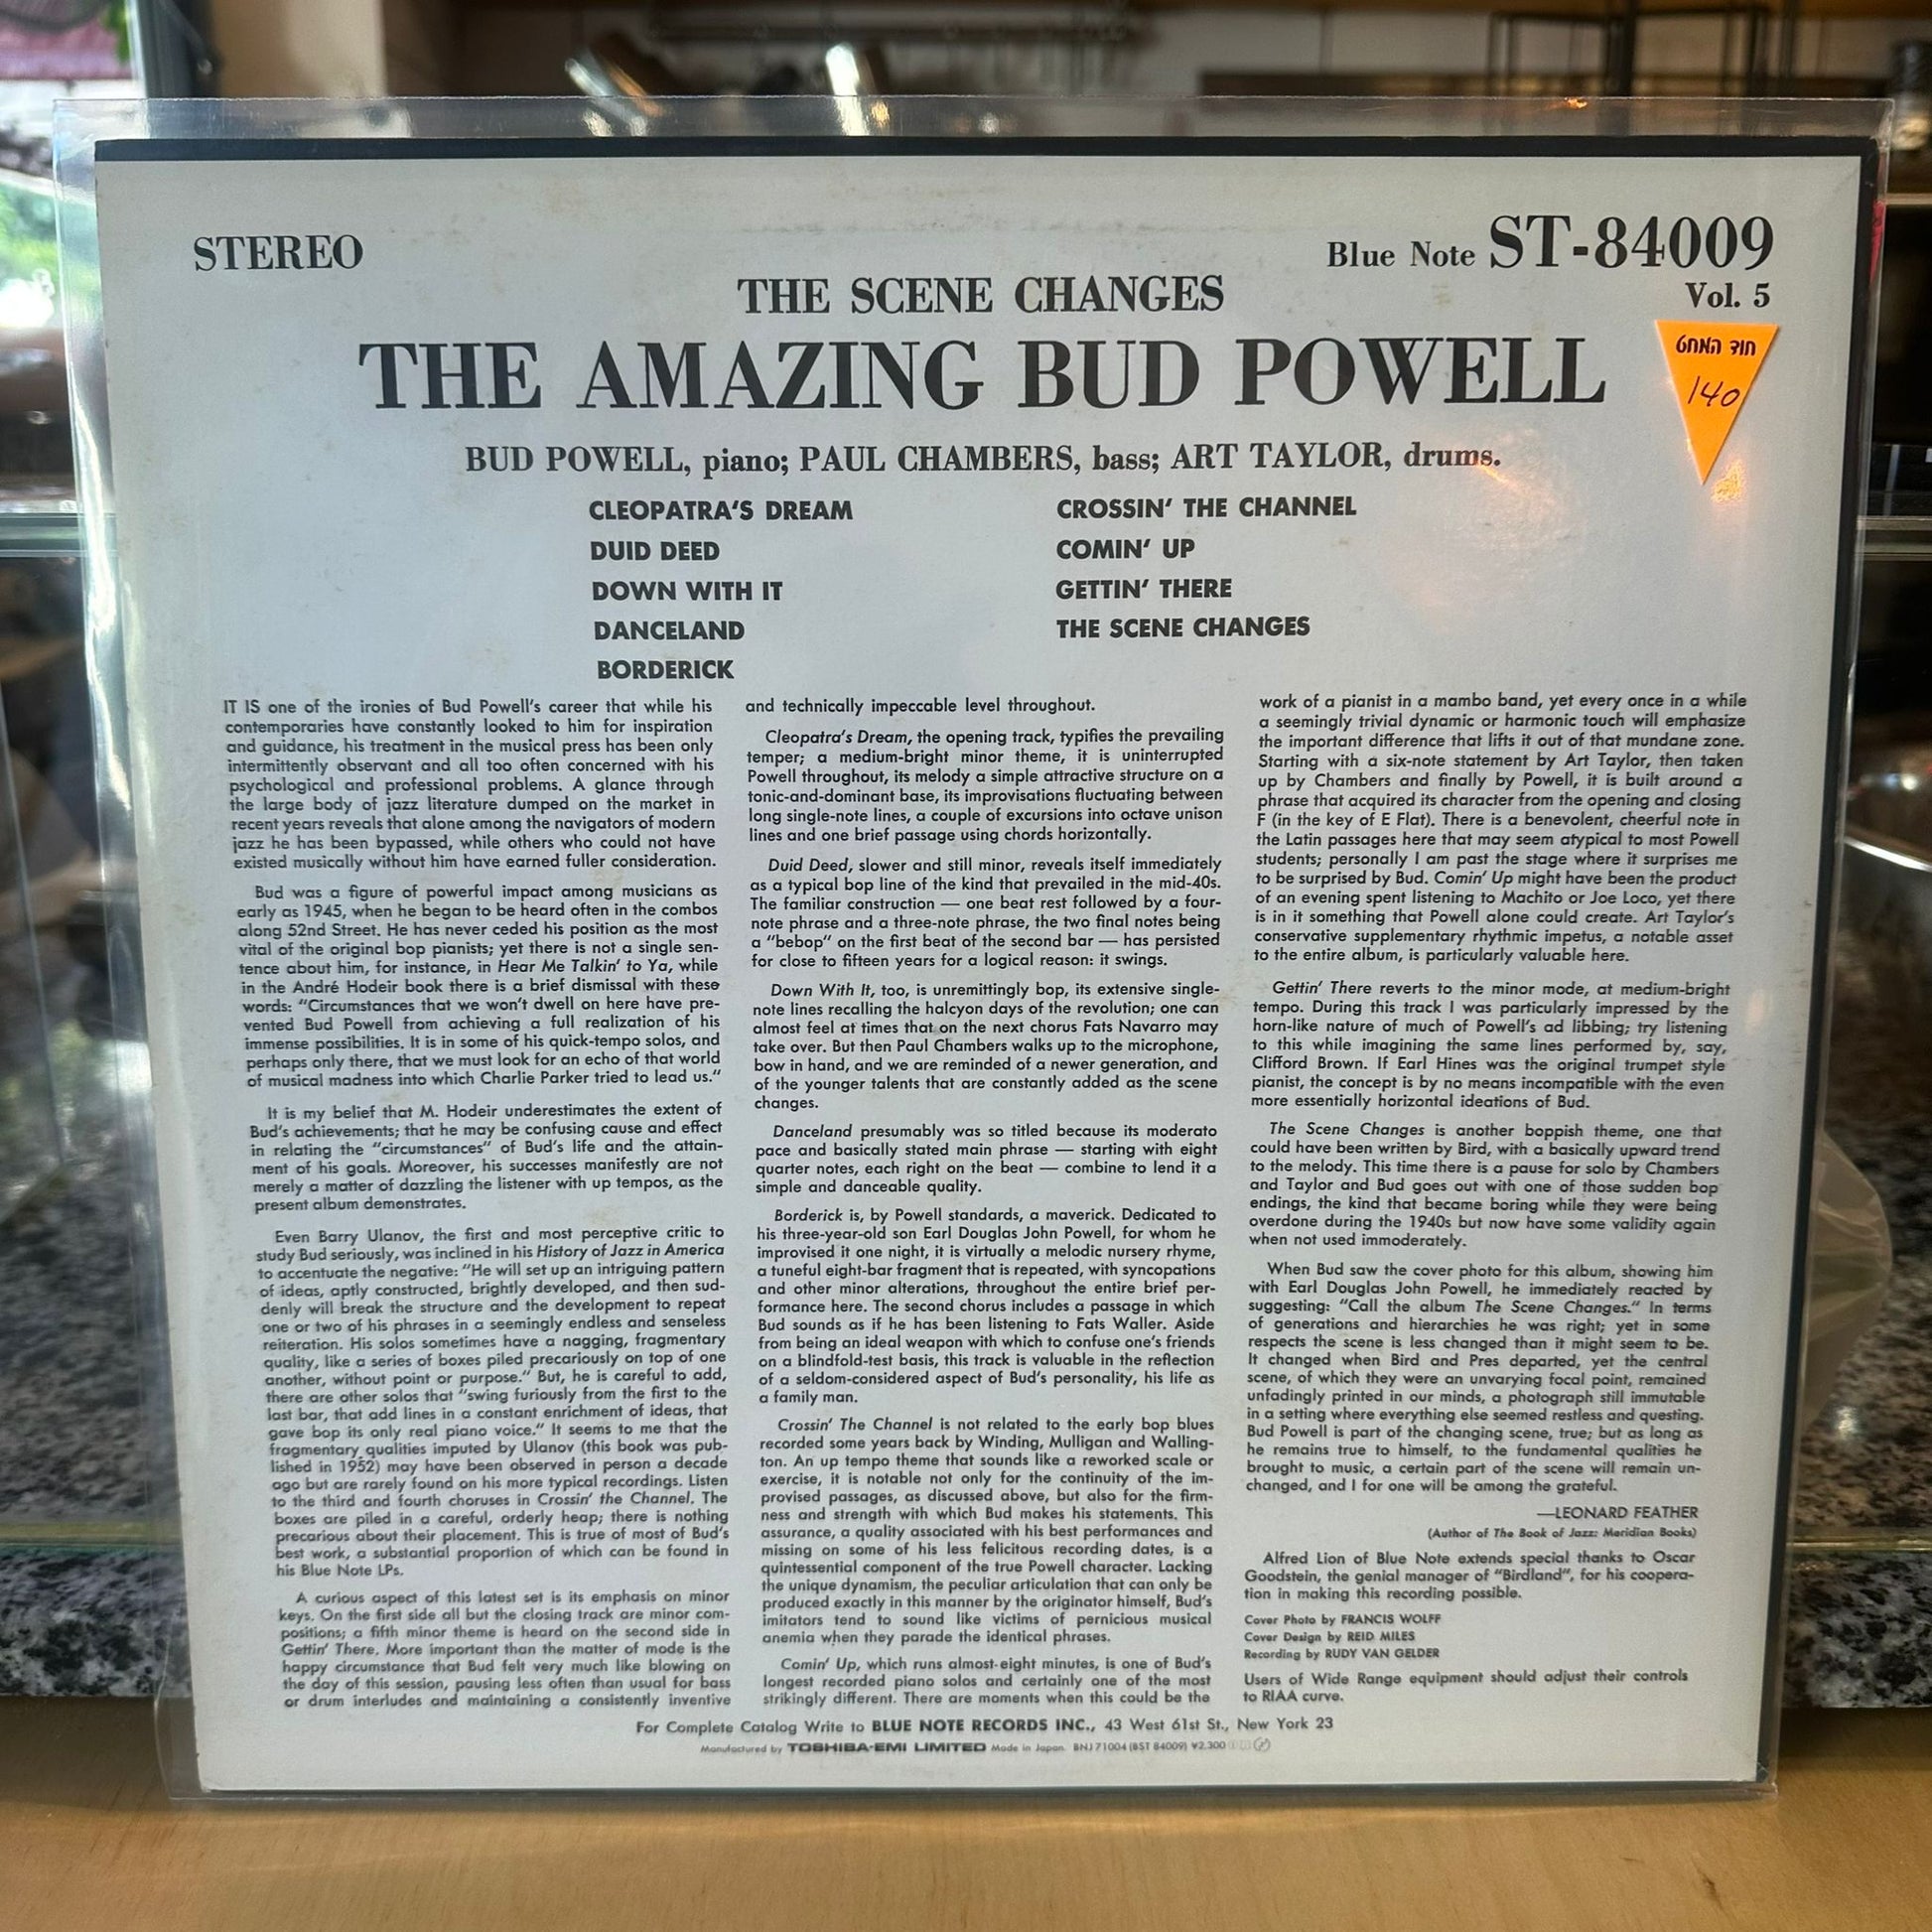 STEREO
Blue Note ST-84009
Vol. 5
THE SCENE CHANGES
THE AMAZING BUD POWELL
חוד המחט
140
BUD POWELL, piano; PAUL CHAMBERS, bass; ART TAYLOR, drums.
CLEOPATRA'S DREAM
DUID DEED
DOWN WITH IT
DANCELAND
BORDERICK
CROSSIN' THE CHANNEL
COMIN' UP
GETTIN' THERE
THE SCENE CHANGES
IT IS one of the ironies of Bud Powell's career that while his
contemporaries have constantly looked to him for inspiration
and guidance, his treatment in the musical press has been only
intermittently observant and all too often concerned with his
psychological and professional problems. A glance through
the large body of jazz literature dumped on the market in
recent years reveals that alone among the navigators of modern
jazz he has been bypassed, while others who could not have
existed musically without him have earned fuller consideration.
Bud was a figure of powerful impact among musicians as
early as 1945, when he began to be heard often in the combos
along 52nd Street. He has never ceded his position as the most
vital of the original bop pianists; yet there is not a single sen-
tence about him, for instance, in Hear Me Talkin' to Ya, while
in the André Hodeir book there is a brief dismissal with these
words: "Circumstances that we won't dwell on here have pre-
vented Bud Powell from achieving a full realization of his
immense possibilities. It is in some of his quick-tempo solos, and
perhaps only there, that we must look for an echo of that world
of musical madness into which Charlie Parker tried to lead us."
It is my belief that M. Hodeir underestimates the extent of
Bud's achievements; that he may be confusing cause and effect
in relating the "circumstances" of Bud's life and the attain-
ment of his goals. Moreover, his successes manifestly are not
merely a matter of dazzling the listener with up tempos, as the
present album demonstrates.
Even Barry Ulanov, the first and most perceptive critic to
study Bud seriously, was inclined in his History of Jazz in America
to accentuate the negative: "He will set up an intriguing pattern
of ideas, aptly constructed, brightly developed, and then sud-
denly will break the structure and the development to repeat
one or two of his phrases in a seemingly endless and senseless
reiteration. His solos sometimes have a nagging, fragmentary
quality, like a series of boxes piled precariously on top of one
another, without point or purpose." But, he is careful to add,
there are other solos that "swing furiously from the first to the
last bar, that add lines in a constant enrichment of ideas, that
gave bop its only real piano voice." It seems to me that the
fragmentary qualities imputed by Ulanov (this book was pub-
lished in 1952) may have been observed in person a decade
ago but are rarely found on his more typical recordings. Listen
to the third and fourth choruses in Crossin' the Channel. The
boxes are piled in a careful, orderly heap; there is nothing
precarious about their placement. This is true of most of Bud's
best work, a substantial proportion of which can be found in
his Blue Note LPs.
A curious aspect of this latest set is its emphasis on minor
keys. On the first side all but the closing track are minor com-
positions; a fifth minor theme is heard on the second side in
Gettin' There. More important than the matter of mode is the
happy circumstance that Bud felt very much like blowing on
the day of this session, pausing less often than usual for bass
or drum interludes and maintaining a consistently inventive
and technically impeccable level throughout.
Cleopatra's Dream, the opening track, typifies the prevailing
temper; a medium-bright minor theme, it is uninterrupted
Powell throughout, its melody a simple attractive structure on a
tonic-and-dominant base, its improvisations fluctuating between
long single-note lines, a couple of excursions into octave unison
lines and one brief passage using chords horizontally.
Duid Deed, slower and still minor, reveals itself immediately
as a typical bop line of the kind that prevailed in the mid-40s.
The familiar construction — one beat rest followed by a four-
note phrase and a three-note phrase, the two final notes being
a "bebop" on the first beat of the second bar — has persisted
for close to fifteen years for a logical reason: it swings.
Down With It, too, is unremittingly bop, its extensive single-
note lines recalling the halcyon days of the revolution; one can
almost feel at times that on the next chorus Fats Navarro may
take over. But then Paul Chambers walks up to the microphone,
bow in hand, and we are reminded of a newer generation, and
of the younger talents that are constantly added as the scene
changes.
Danceland presumably was so titled because its moderato
pace and basically stated main phrase — starting with eight
quarter notes, each right on the beat — combine to lend it a
simple and danceable quality.
Borderick is, by Powell standards, a maverick. Dedicated to
his three-year-old son Earl Douglas John Powell, for whom he
improvised it one night, it is virtually a melodic nursery rhyme,
a tuneful eight-bar fragment that is repeated, with syncopations
and other minor alterations, throughout the entire brief per-
formance here. The second chorus includes a passage in which
Bud sounds as if he has been listening to Fats Waller. Aside
from being an ideal weapon with which to confuse one's friends
on a blindfold-test basis, this track is valuable in the reflection
of a seldom-considered aspect of Bud's personality, his life as
a family man.
Crossin' The Channel is not related to the early bop blues
recorded some years back by Winding, Mulligan and Walling-
ton. An up tempo theme that sounds like a reworked scale or
exercise, it is notable not only for the continuity of the im-
provised passages, as discussed above, but also for the firm-
ness and strength with which Bud makes his statements. This
assurance, a quality associated with his best performances and
missing on some of his less felicitous recording dates, is a
quintessential component of the true Powell character. Lacking
the unique dynamism, the peculiar articulation that can only be
produced exactly in this manner by the originator himself, Bud's
imitators tend to sound like victims of pernicious musical
anemia when they parade the identical phrases.
Comin' Up, which runs almost-eight minutes, is one of Bud's
longest recorded piano solos and certainly one of the most
strikingly different. There are moments when this could be the
work of a pianist in a mambo band, yet every once in a while
a seemingly trivial dynamic or harmonic touch will emphasize
the important difference that lifts it out of that mundane zone.
Starting with a six-note statement by Art Taylor, then taken
up by Chambers and finally by Powell, it is built around a
phrase that acquired its character from the opening and closing
F (in the key of E Flat). There is a benevolent, cheerful note in
the Latin passages here that may seem atypical to most Powell
students; personally I am past the stage where it surprises me
to be surprised by Bud. Comin' Up might have been the product
of an evening spent listening to Machito or Joe Loco, yet there
is in it something that Powell alone could create. Art Taylor's
conservative supplementary rhythmic impetus, a notable asset
to the entire album, is particularly valuable here.
Gettin' There reverts to the minor mode, at medium-bright
tempo. During this track I was particularly impressed by the
horn-like nature of much of Powell's ad libbing; try listening
to this while imagining the same lines performed by, say,
Clifford Brown. If Earl Hines was the original trumpet style
pianist, the concept is by no means incompatible with the even
more essentially horizontal ideations of Bud.
The Scene Changes is another boppish theme, one that
could have been written by Bird, with a basically upward trend
to the melody. This time there is a pause for solo by Chambers
and Taylor and Bud goes out with one of those sudden bop
endings, the kind that became boring while they were being
overdone during the 1940s but now have some validity again
when not used immoderately.
When Bud saw the cover photo for this album, showing him
with Earl Douglas John Powell, he immediately reacted by
suggesting: "Call the album The Scene Changes." In terms
of generations and hierarchies he was right; yet in some
respects the scene is less changed than it might seem to be.
It changed when Bird and Pres departed, yet the central
scene, of which they were an unvarying focal point, remained
unfadingly printed in our minds, a photograph still immutable
in a setting where everything else seemed restless and questing.
Bud Powell is part of the changing scene, true; but as long as
he remains true to himself, to the fundamental qualities he
brought to music, a certain part of the scene will remain un-
changed, and I for one will be among the grateful.
—LEONARD FEATHER
(Author of The Book of Jazz: Meridian Books)
Alfred Lion of Blue Note extends special thanks to Oscar
Goodstein, the genial manager of "Birdland", for his coopera-
tion in making this recording possible.
Cover Photo by FRANCIS WOLFF
Cover Design by REID MILES
Recording by RUDY VAN GELDER
Users of Wide Range equipment should adjust their controls
to RIAA curve.
For Complete Catalog Write to BLUE NOTE RECORDS INC., 43 West 61st St., New York 23
Manufactured by TOSHIBA-EMI LIMITED Made in Japan. BNJ 71004 (BST 84009) ¥2,300